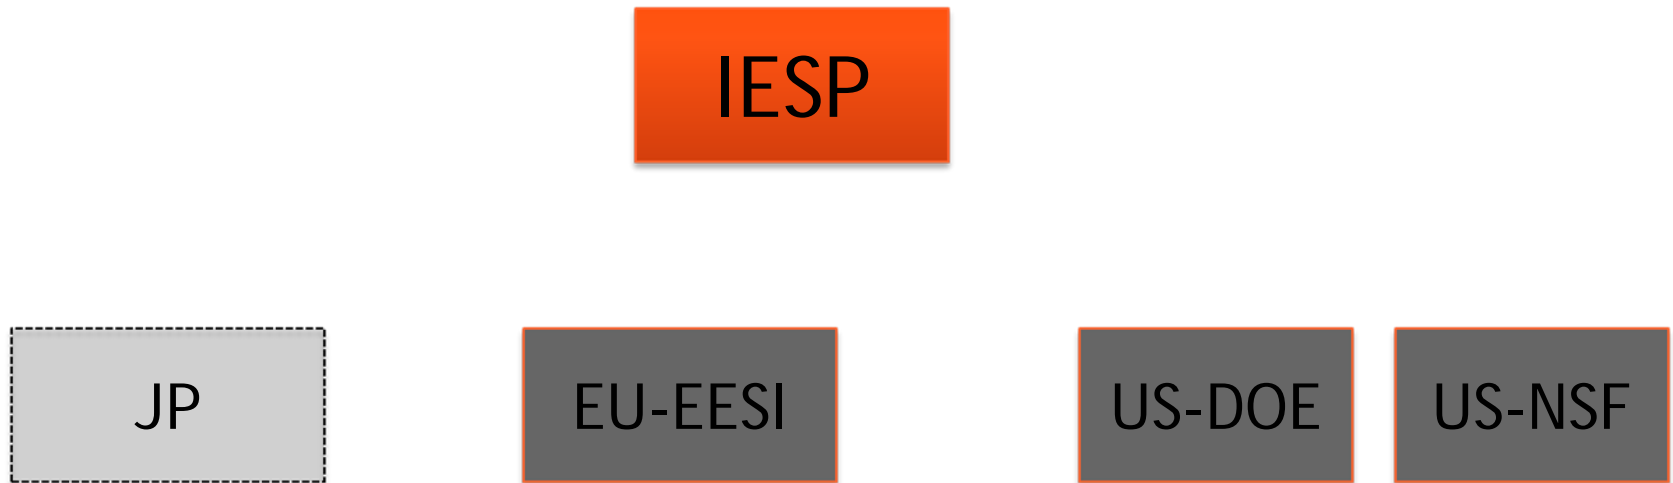 IESP
JP
EU-EESI
US-DOE
US-NSF